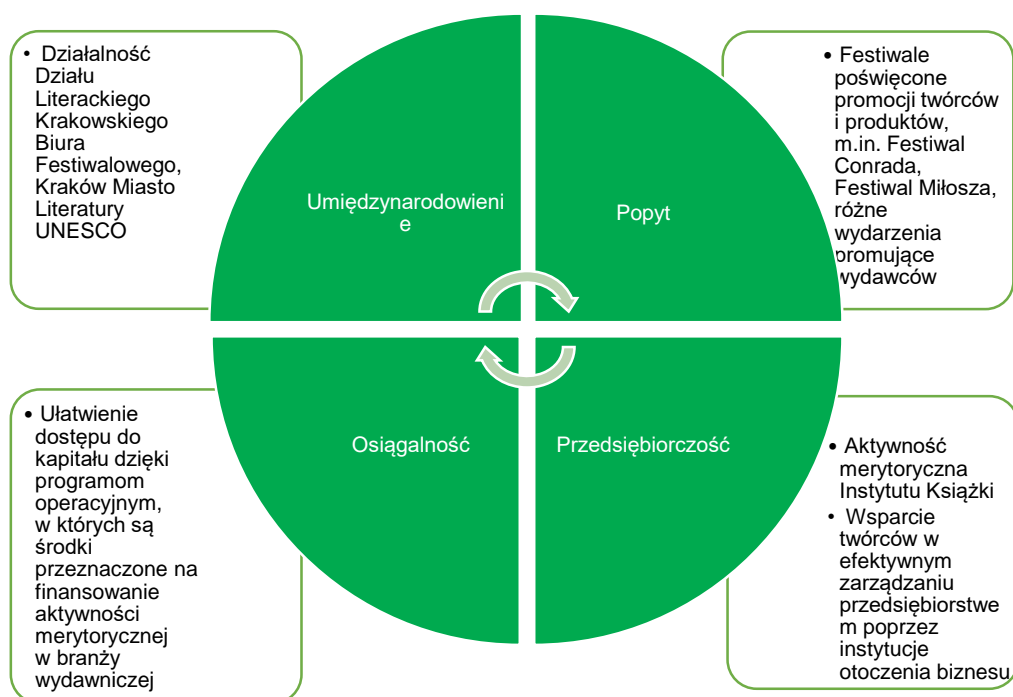 • Działalność
Działu
Literackiego
Krakowskiego
Biura
Festiwalowego,
Kraków Miasto
Literatury
UNESCO
Umiędzynarodowieni
e
Popyt
• Festiwale
poświęcone
promocji twórców
i produktów,
m.in. Festiwal
Conrada,
Festiwal Miłosza,
różne
wydarzenia
promujące
wydawców
• Ułatwienie
dostępu do
kapitału dzięki
programom
operacyjnym,
w których są
środki
przeznaczone na
finansowanie
aktywności
merytorycznej
w branży
wydawniczej
Osiągalność
Przedsiębiorczość
• Aktywność
merytoryczna
Instytutu Książki
• Wsparcie
twórców w
efektywnym
zarządzaniu
przedsiębiorstwe
m poprzez
instytucje
otoczenia biznesu